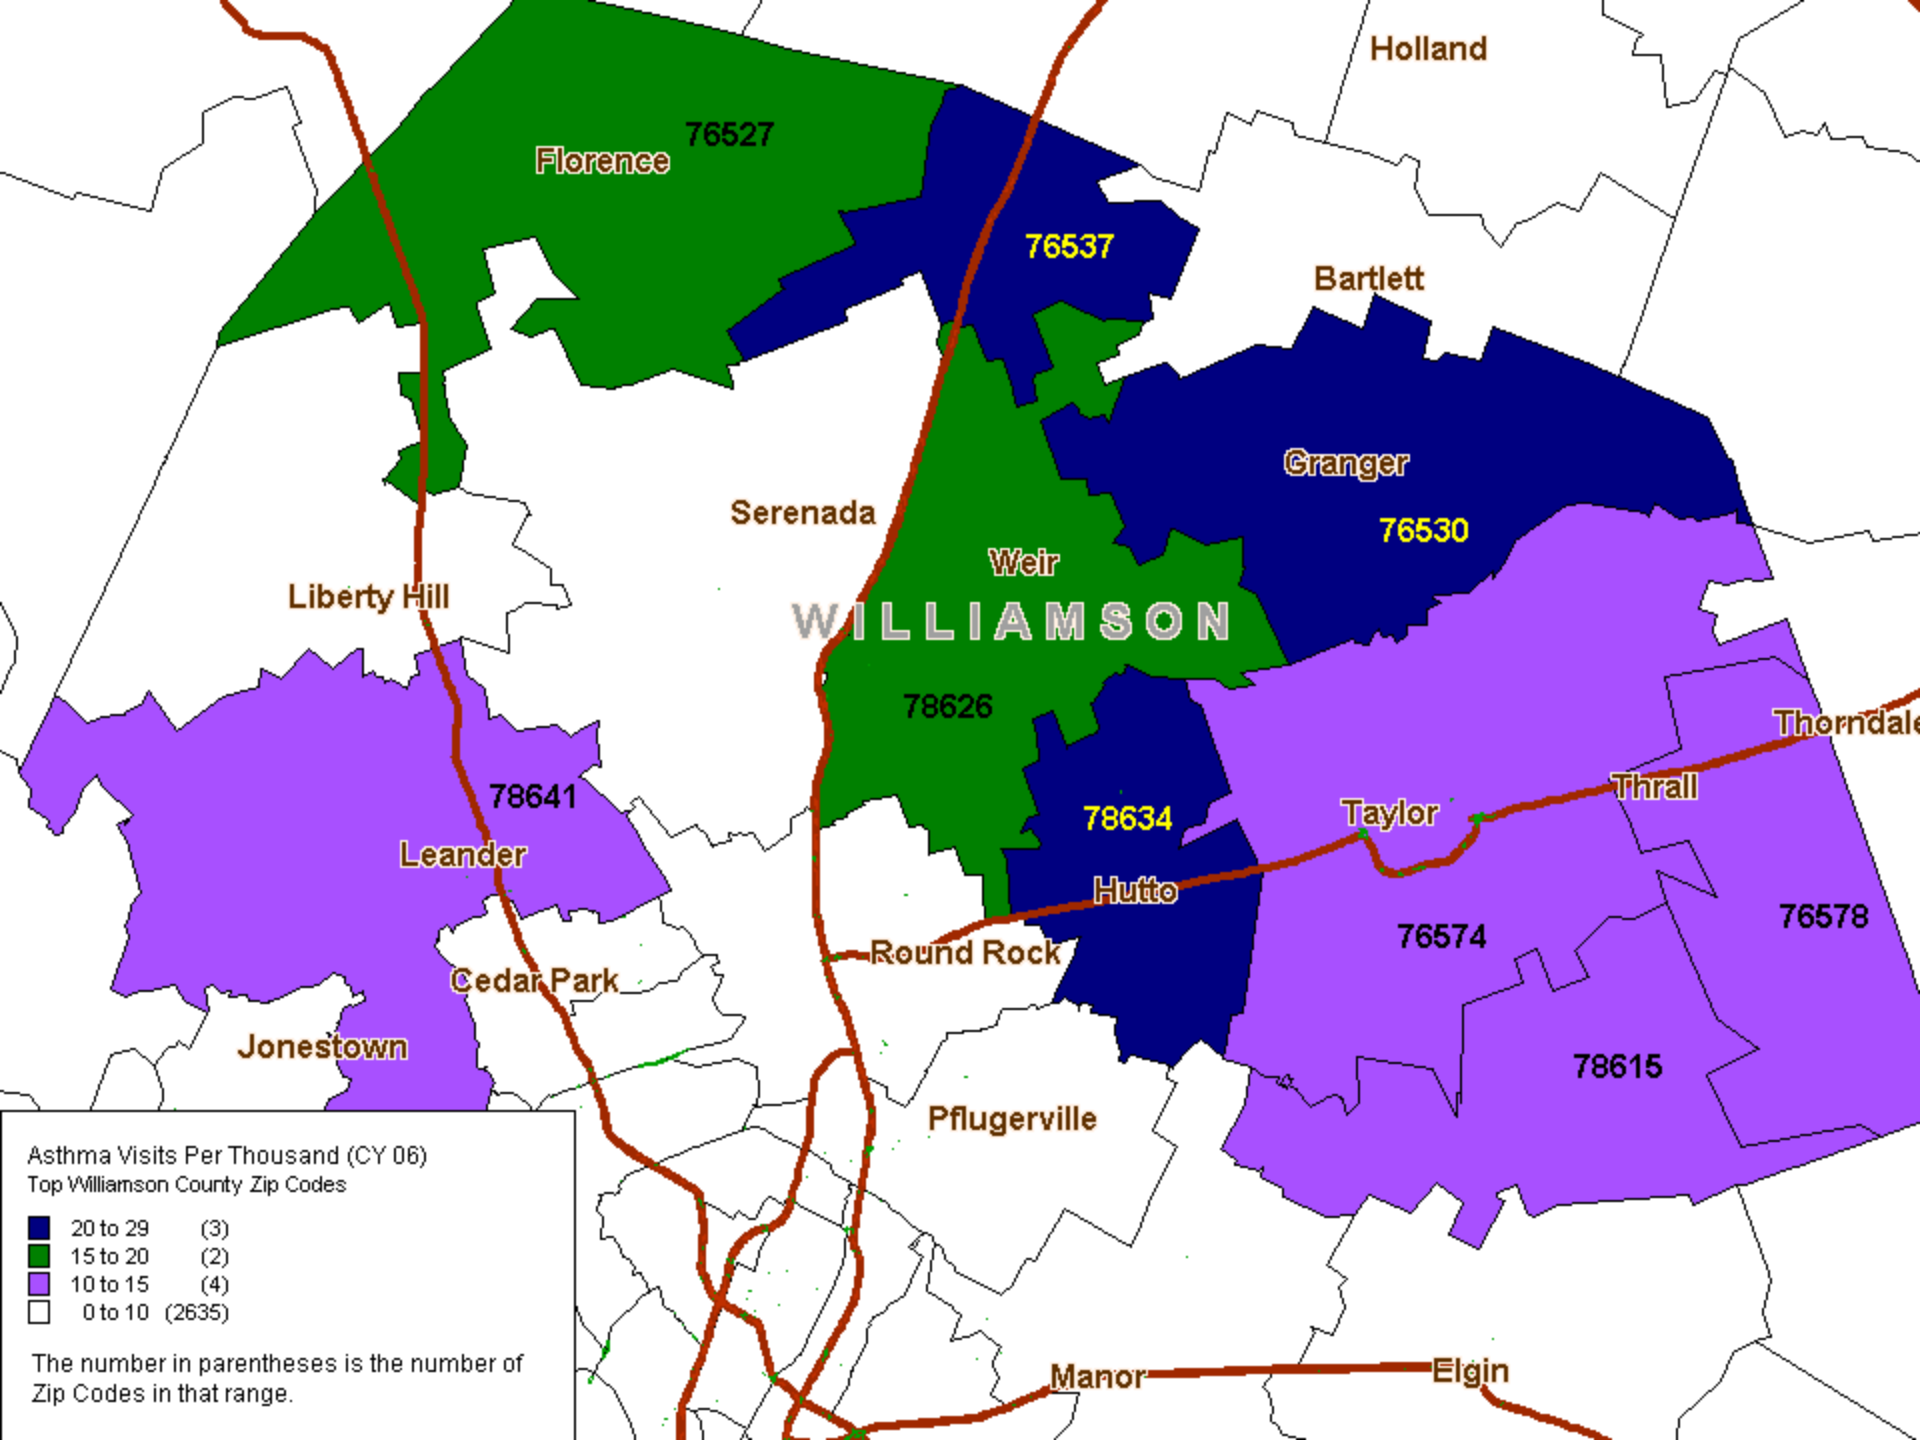 Holland
76527
Florence
76537
Bartlett
Granger
76530
Serenada
Weir
Liberty Hill
WILLIAMSON
78626
Thorndale
78641
Thrall
Taylor
78634
Leander
Hutto
76578
76574
Round Rock
Cedar Park
Jonestown
78615
Pflugerville
Asthma Visits Per Thousand (CY 06)
Top Williamson County Zip Codes
20 to 29 (3)
15 to 20 (2)
10 to 15 (4)
0 to 10 (2635)
The number in parentheses is the number of
Zip Codes in that range.
Manor
Elgin